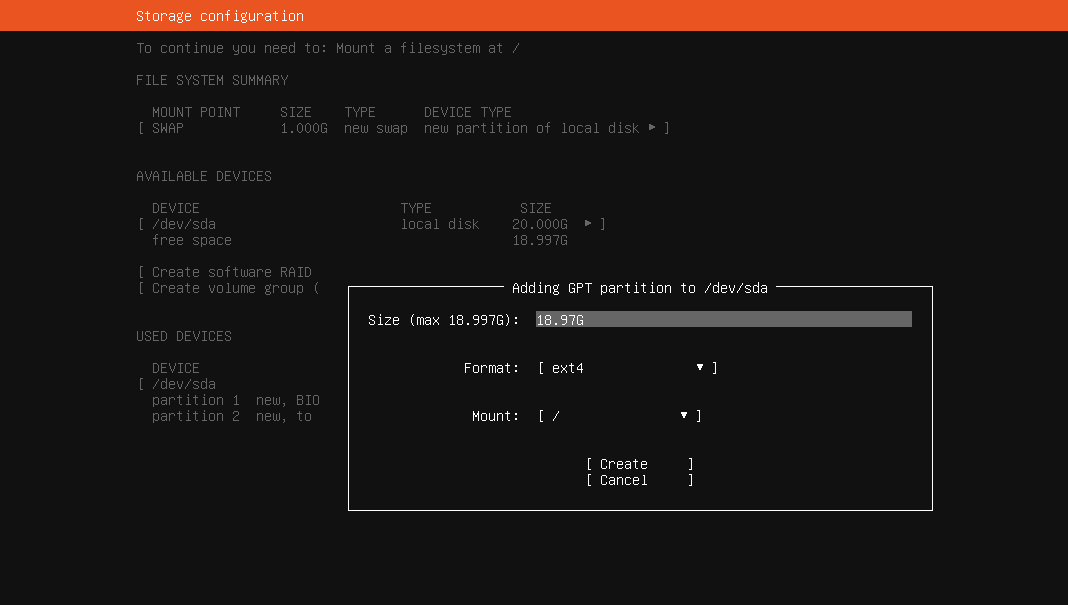 Storage configuration
To continue you need to: Mount a filesystem at /
FILE SYSTEM SUMMARY
MOUNT POINT SIZE TYPE DEVICE TYPE
[ SWAP 1.000G new swap new partition of local disk ▸ ]
AVAILABLE DEVICES
DEVICE TYPE SIZE
[ /dev/sda local disk 20.000G ▸ ]
free space 18.997G
[ Create software RAID
[ Create volume group (
Adding GPT partition to /dev/sda
Size (max 18.997G): 18.97G
Format: [ ext4 ▾ ]
Mount: [ / ▾ ]
[ Create ]
[ Cancel ]
USED DEVICES
DEVICE
[ /dev/sda
partition 1 new, BIO
partition 2 new, to